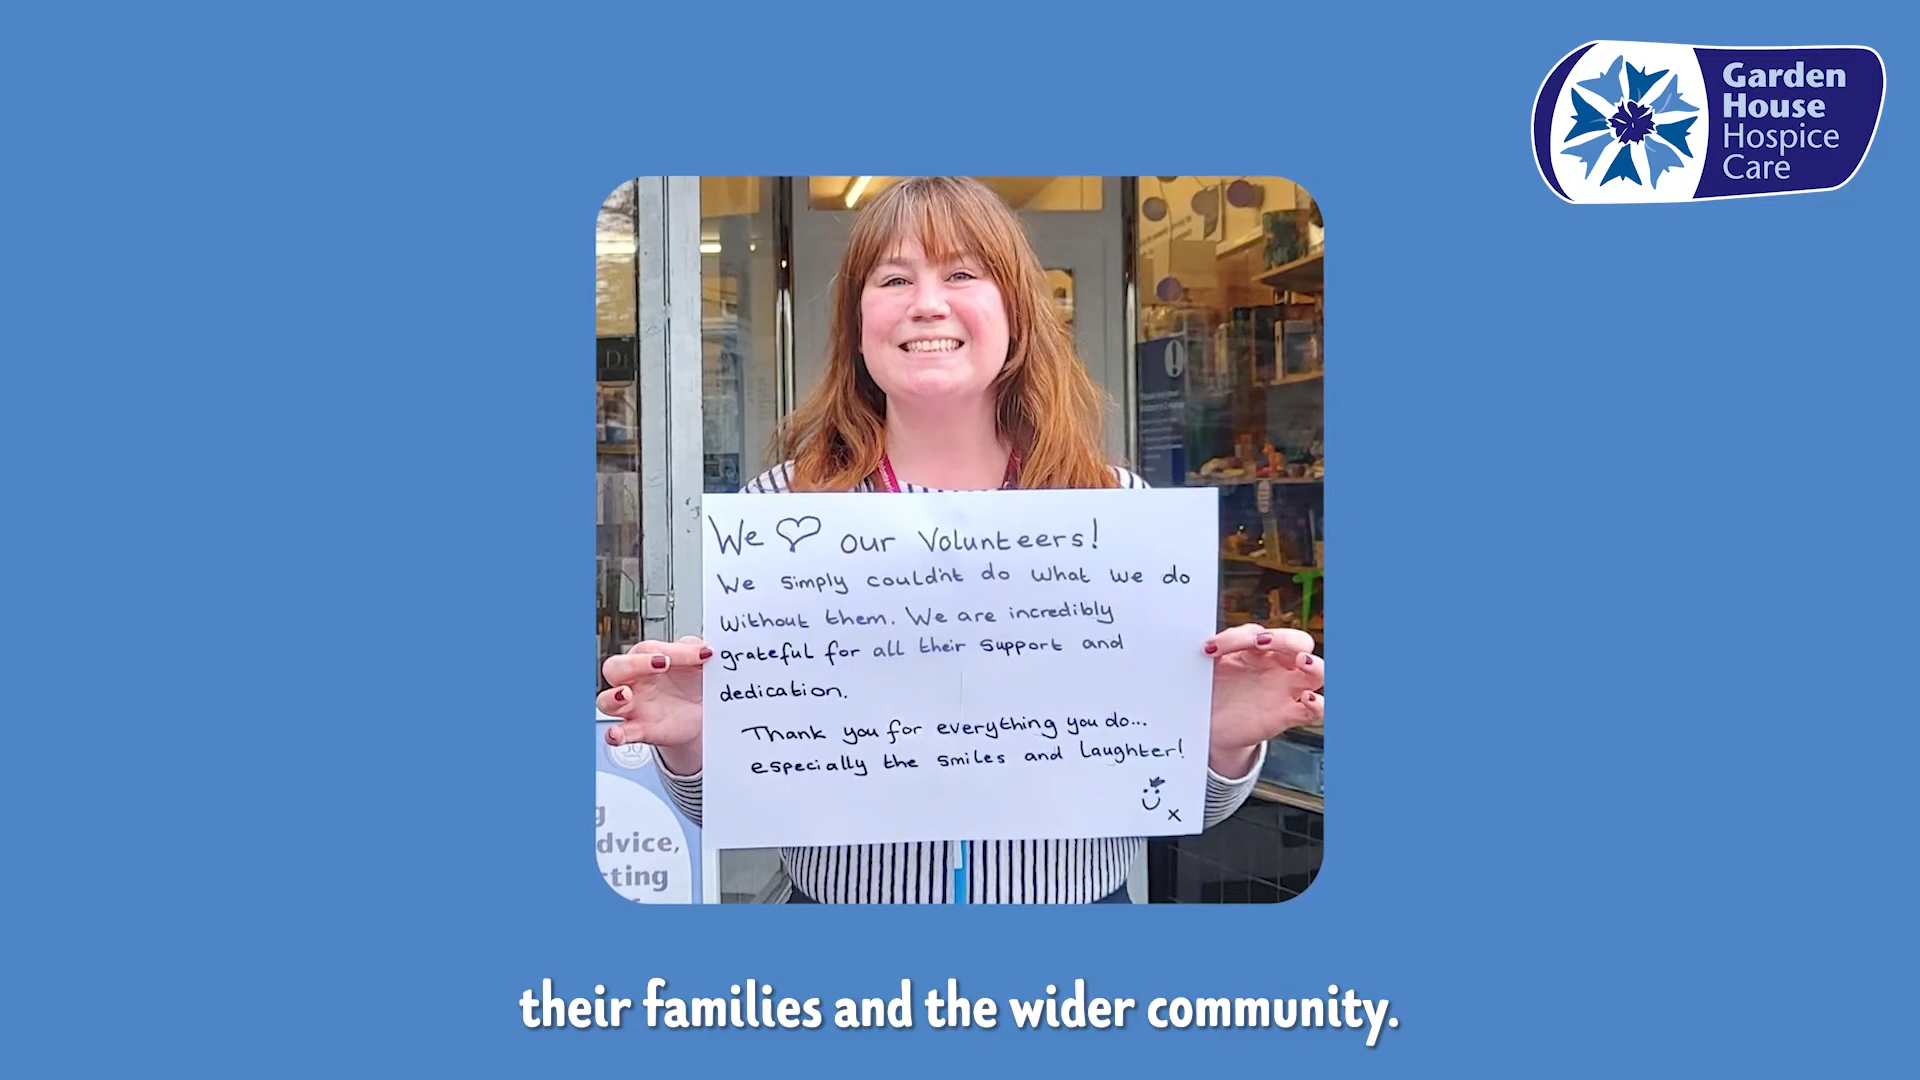 Garden
House
Hospice
Care
We ♡ our Volunteers!
We simply couldn't do what we do
without them. We are incredibly
grateful for all their support and
dedication.
Thank you for everything you do...
especially the smiles and laughter!
x
dvice,
ting
their families and the wider community.